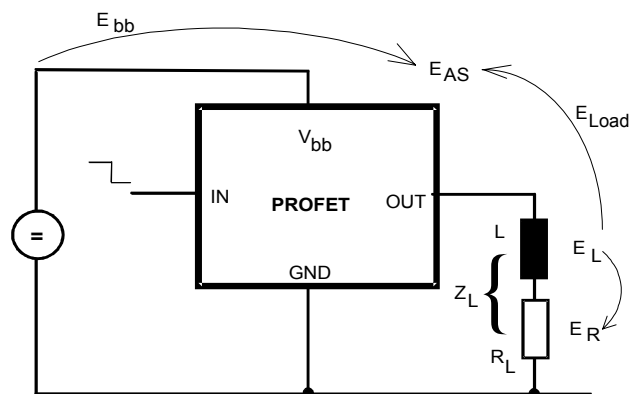 E bb
E AS
E Load
V bb
IN
PROFET
OUT
L
E L
GND
=
Z L
{
E R
R L